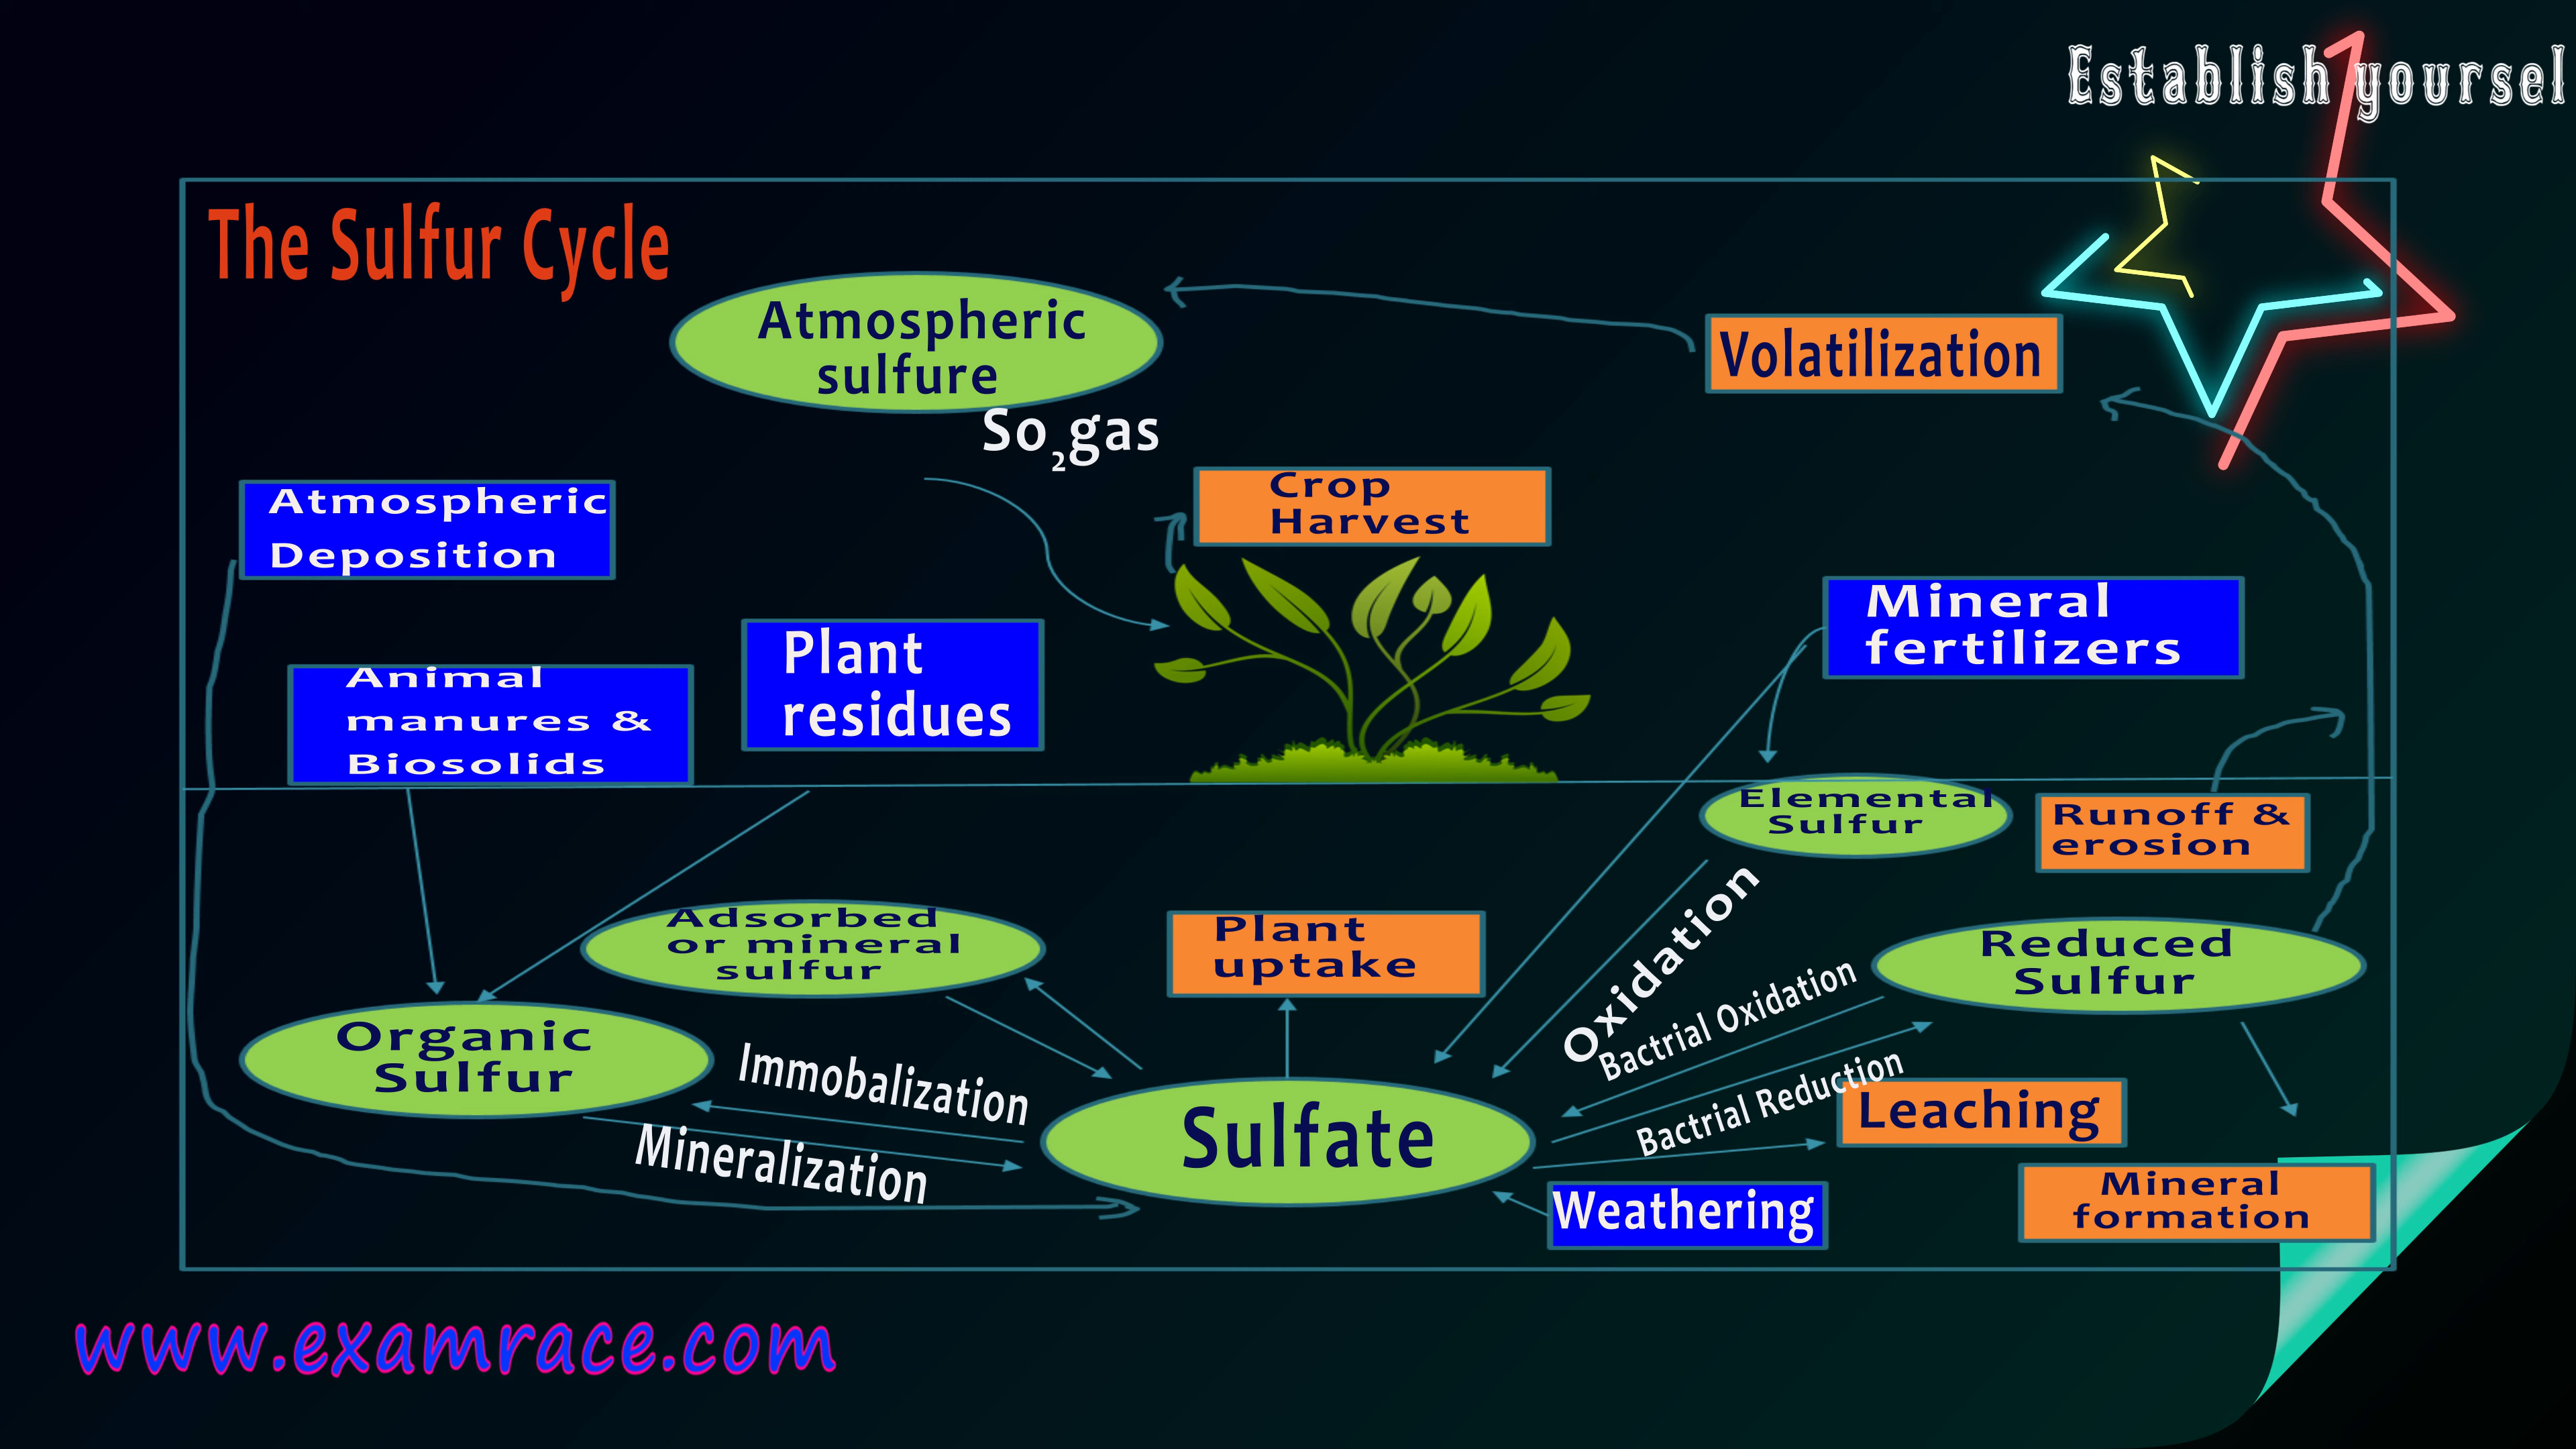 Establish yoursel
The Sulfur Cycle
Atmospheric
sulfure
So₂gas
Volatilization
Crop
Harvest
Atmospheric
Deposition
Mineral
fertilizers
Plant
residues
Animal
manures &
Biosolids
Elemental
Sulfur
Runoff &
erosion
Oxidation
Adsorbed
or mineral
sulfur
Plant
uptake
Reduced
Sulfur
Bactrial Oxidation
Organic
Sulfur
Immobalization
Bactrial Reduction
Leaching
Sulfate
Mineralization
Weathering
Mineral
formation
www.examrace.com